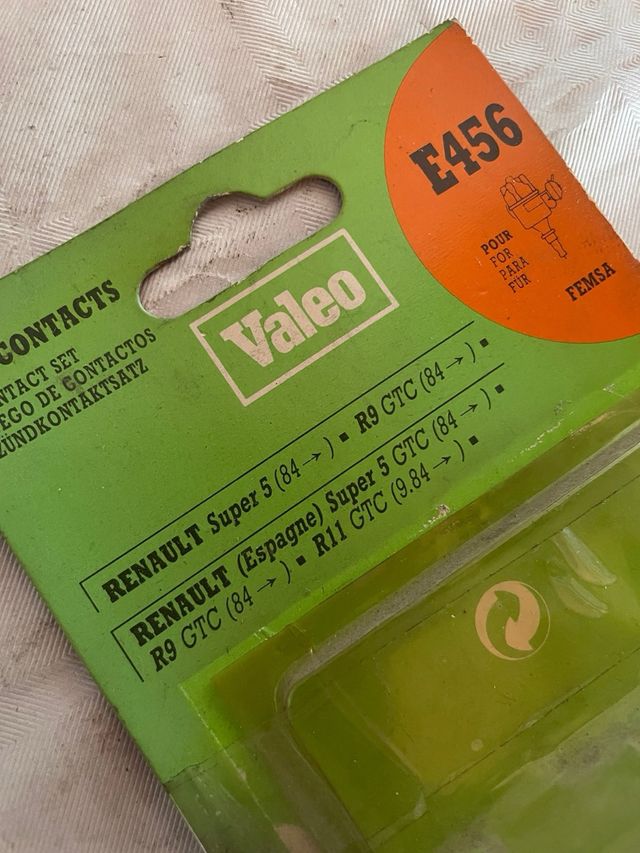 E456
POUR
FOR
PARA
FÜR
FEMSA
Valeo
CONTACTS
NTACT SET
EGO DE CONTACTOS
ZÜNDKONTAKTSATZ
RENAULT Super 5 (84 → ) ▪ R9 GTC (84 → ) ▪
RENAULT (Espagne) Super 5 GTC (84 → ) ▪
R9 GTC (84 → ) ▪ R11 GTC (9.84 → ) ▪